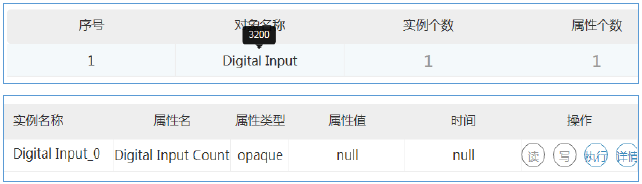 序号 对象名称 实例个数 属性个数
3200
1 Digital Input 1 1
实例名称 属性名 属性类型 属性值 时间 操作
Digital Input_0 Digital Input Count opaque null null 读 写 执行 详情